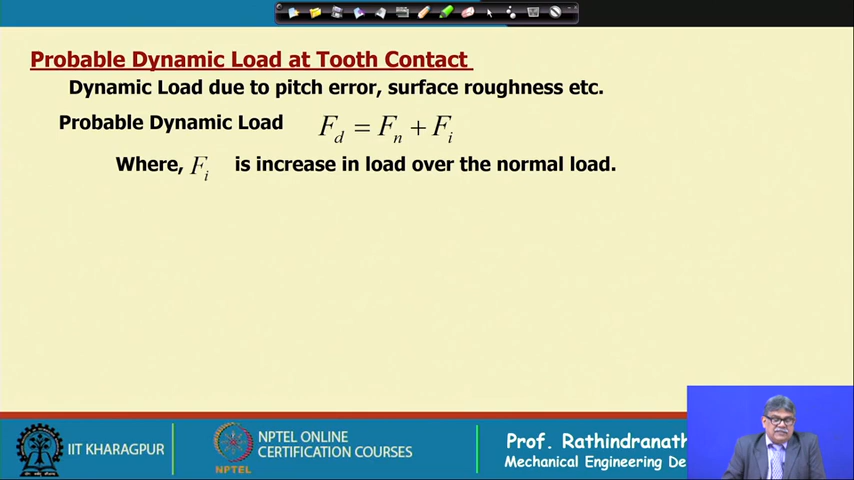 Probable Dynamic Load at Tooth Contact
Dynamic Load due to pitch error, surface roughness etc.
Probable Dynamic Load F_d = F_n + F_i
Where, F_i is increase in load over the normal load.
IIT KHARAGPUR
NPTEL
NPTEL ONLINE
CERTIFICATION COURSES
Prof. Rathindranath
Mechanical Engineering De